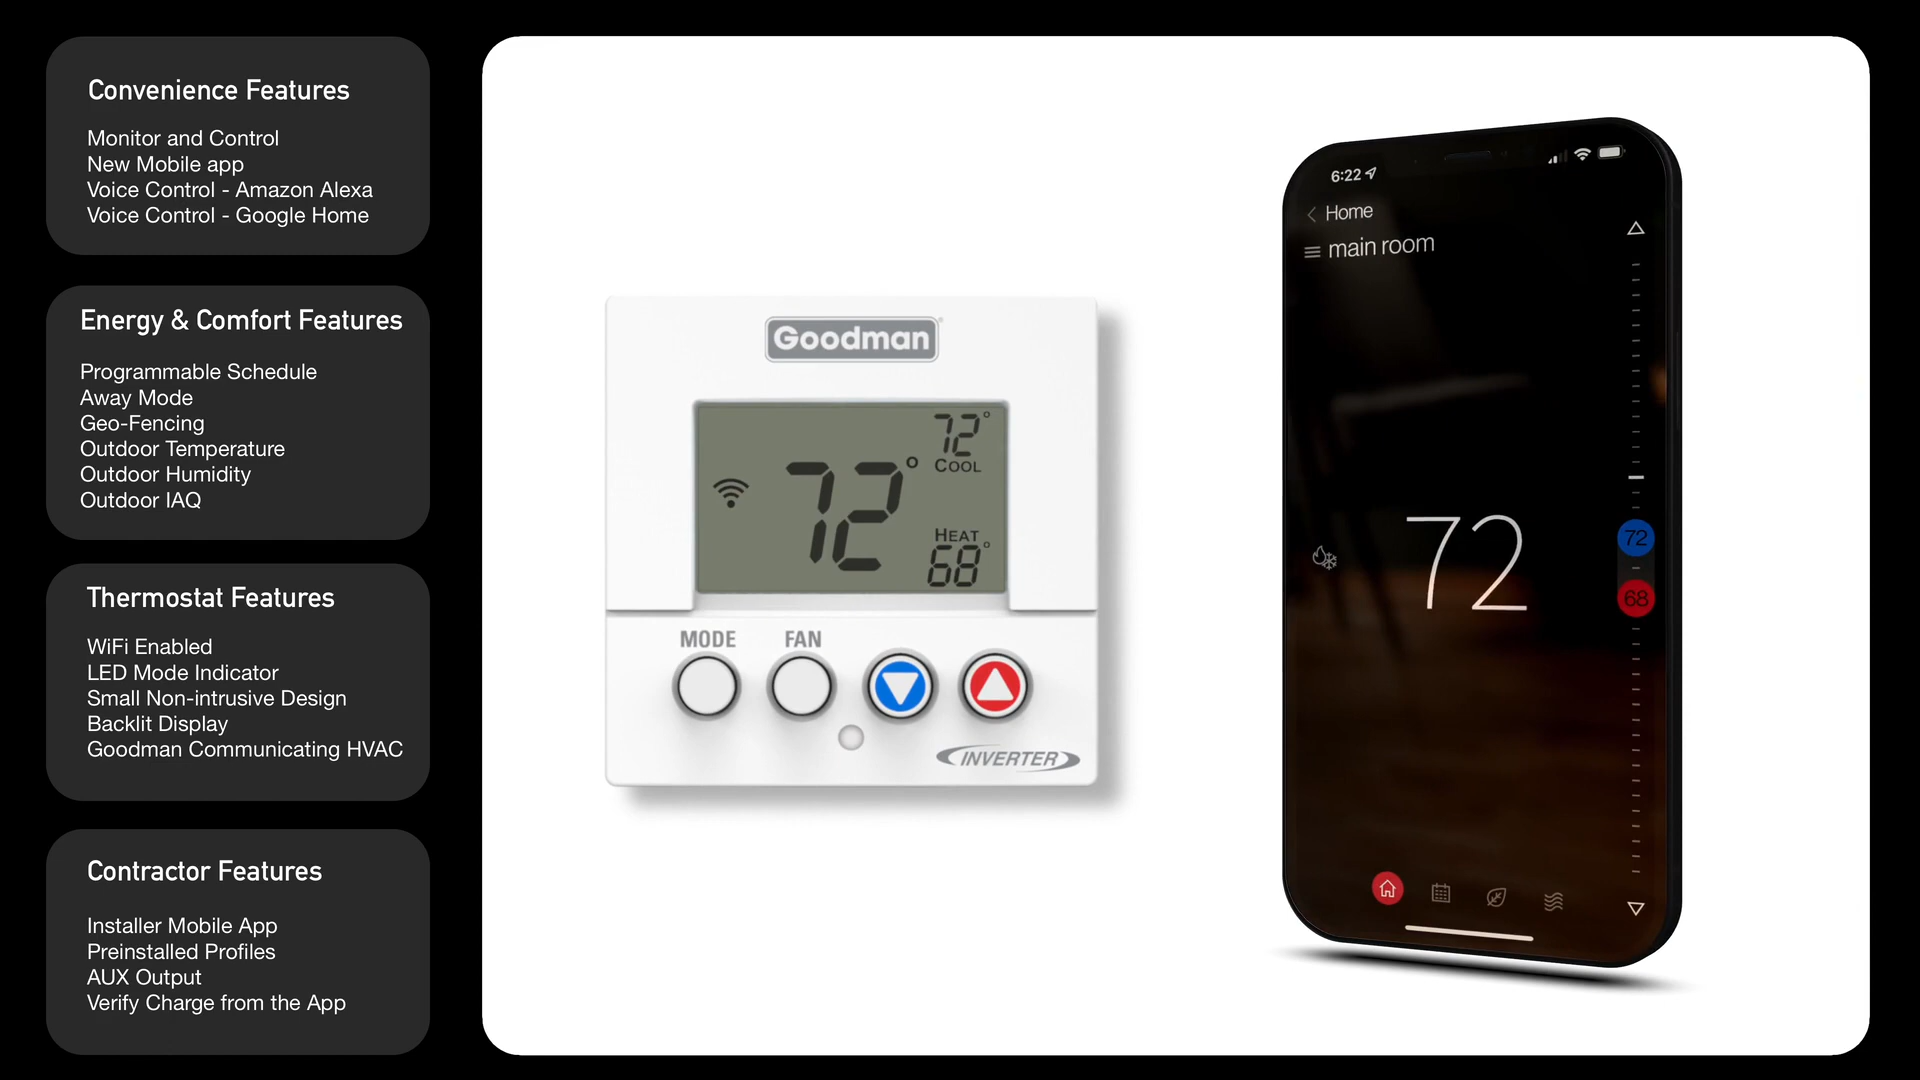 Convenience Features
Monitor and Control
New Mobile app
Voice Control - Amazon Alexa
Voice Control - Google Home
Energy & Comfort Features
Programmable Schedule
Away Mode
Geo-Fencing
Outdoor Temperature
Outdoor Humidity
Outdoor IAQ
Thermostat Features
WiFi Enabled
LED Mode Indicator
Small Non-intrusive Design
Backlit Display
Goodman Communicating HVAC
Contractor Features
Installer Mobile App
Preinstalled Profiles
AUX Output
Verify Charge from the App
Goodman
72°
COOL
72°
HEAT
68°
MODE FAN
INVERTER
6:22
Home
main room
72
72
68